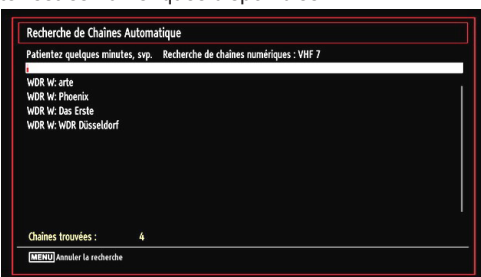 Recherche de Chaînes Automatique
Patientez quelques minutes, svp. Recherche de chaînes numériques : VHF 7
WDR W: arte
WDR W: Phoenix
WDR W: Das Erste
WDR W: WDR Düsseldorf
Chaînes trouvées : 4
MENU Annuler la recherche